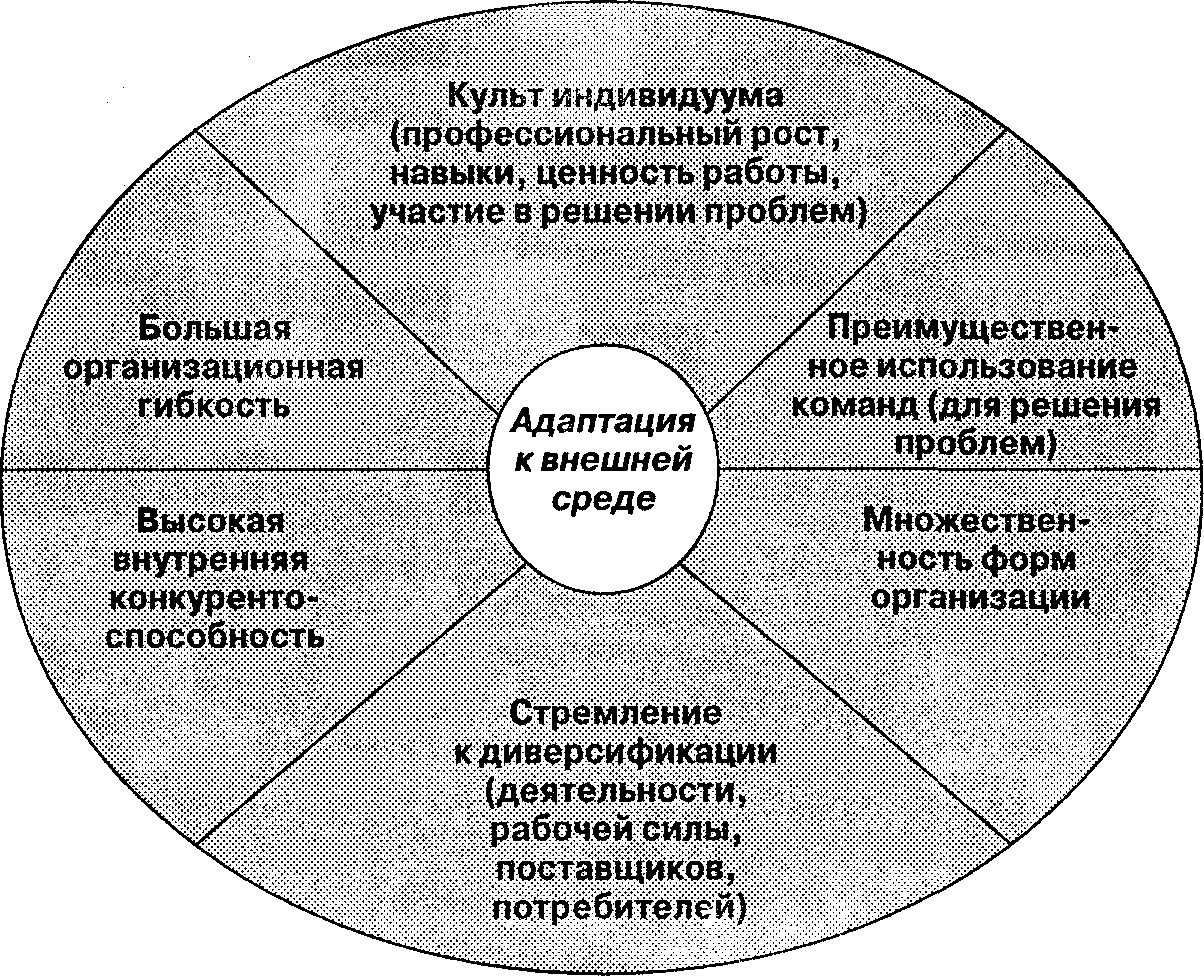 Культ индивидуума
(профессиональный рост,
навыки, ценность работы,
участие в решении проблем)
Преимуществен-
ное использование
команд (для решения
проблем)
Множествен-
ность форм
организации
Стремление
к диверсификации
(деятельности,
рабочей силы,
поставщиков,
потребителей)
Высокая
внутренняя
конкуренто-
способность
Большая
организационная
гибкость
Адаптация
к внешней
среде